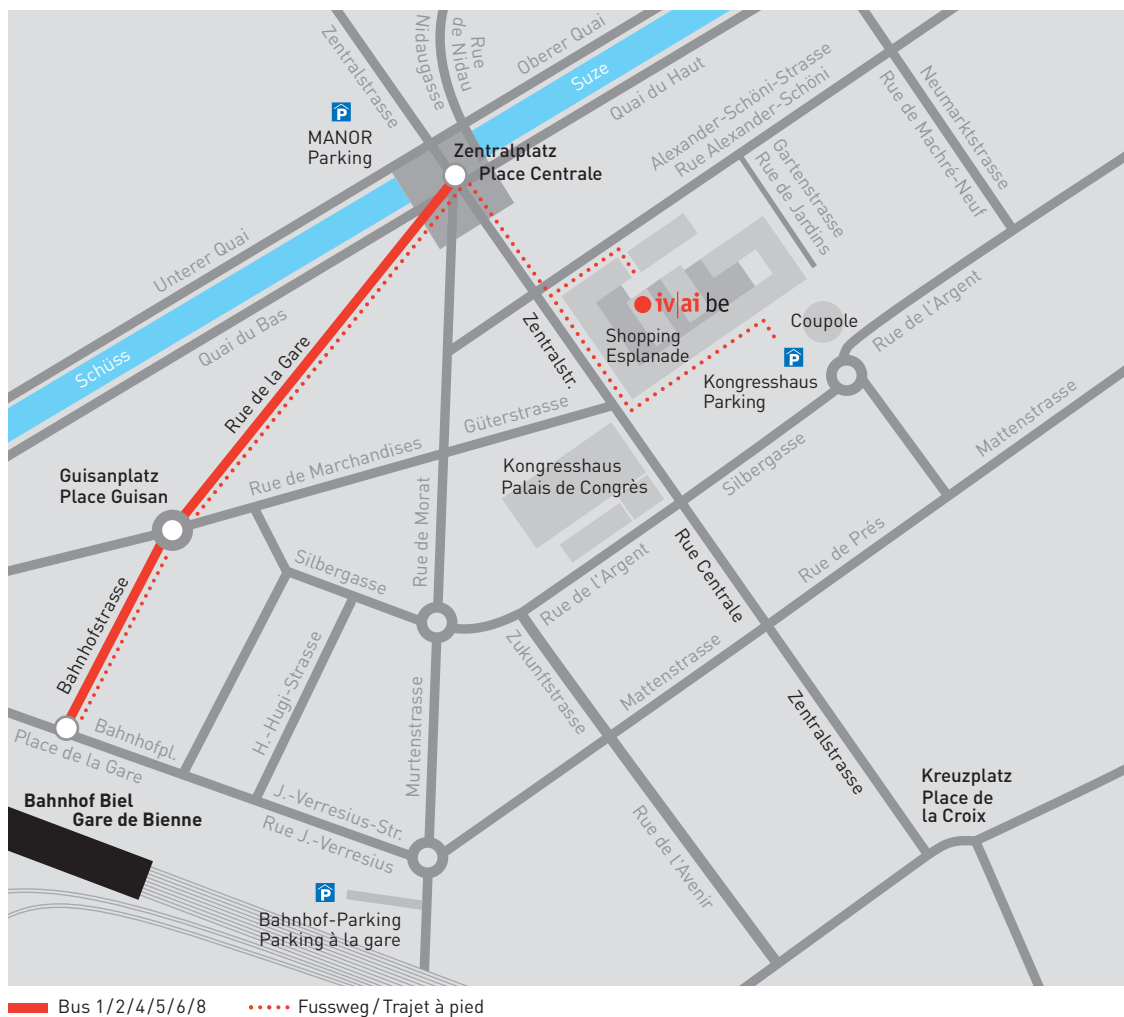 Zentralstrasse
Nidaugasse
Rue
de Nidau
Oberer Quai
Suze
Quai du Haut
Alexander-Schöni-Strasse
Rue Alexander-Schöni
Neumarktstrasse
Rue de Machré-Neuf
P
MANOR
Parking
Zentralplatz
Place Centrale
Gartenstrasse
Rue de Jardins
Unterer Quai
Quai du Bas
Schüss
Rue de la Gare
iv|ai be
Shopping
Esplanade
Coupole
Rue de l'Argent
P
Kongresshaus
Parking
Zentralstr.
Güterstrasse
Rue de Marchandises
Mattenstrasse
Guisanplatz
Place Guisan
Kongresshaus
Palais de Congrès
Silbergasse
Rue de Morat
Rue de Prés
Silbergasse
Rue de l'Argent
Rue Centrale
Bahnhofstrasse
H.-Hugi-Strasse
Zukunftstrasse
Mattenstrasse
Murtenstrasse
Zentralstrasse
Bahnhofpl.
Place de la Gare
Kreuzplatz
Place de
la Croix
Bahnhof Biel
Gare de Bienne
J.-Verresius-Str.
Rue J.-Verresius
Rue de l'Avenir
P
Bahnhof-Parking
Parking à la gare
Bus 1/2/4/5/6/8
Fussweg / Trajet à pied